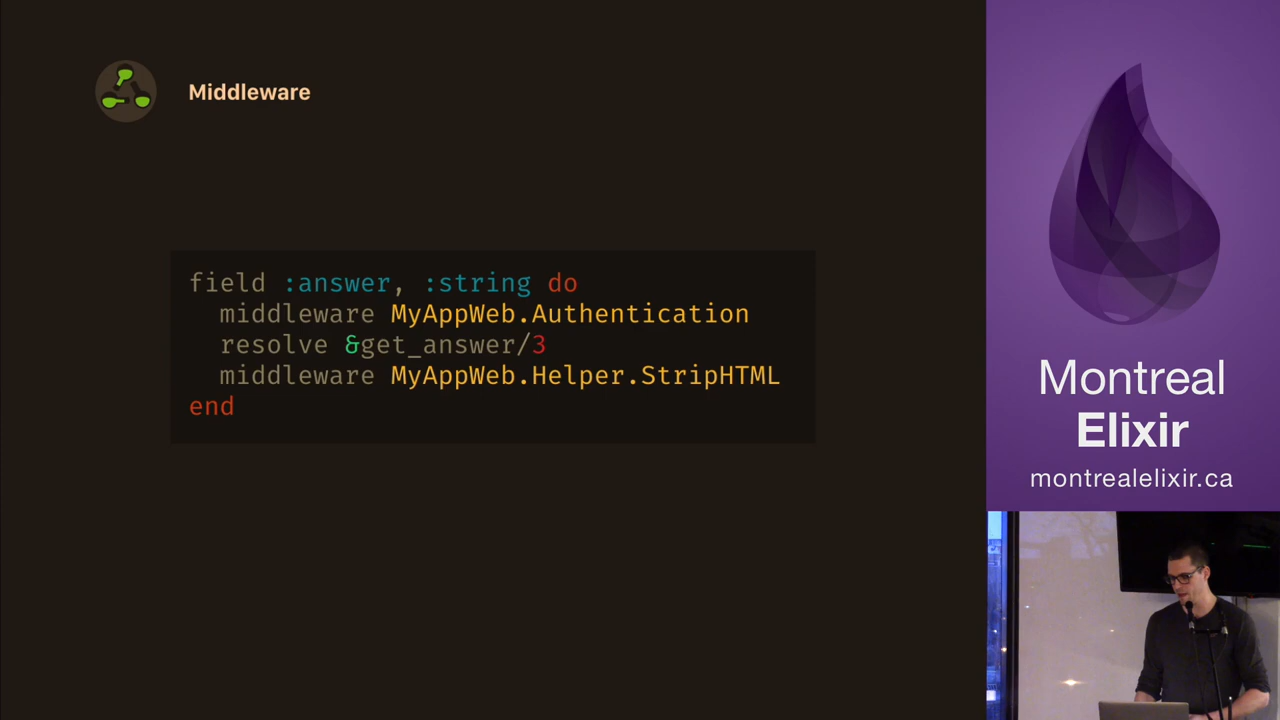 Middleware
field :answer, :string do
  middleware MyAppWeb.Authentication
  resolve &get_answer/3
  middleware MyAppWeb.Helper.StripHTML
end
Montreal
Elixir
montrealelixir.ca